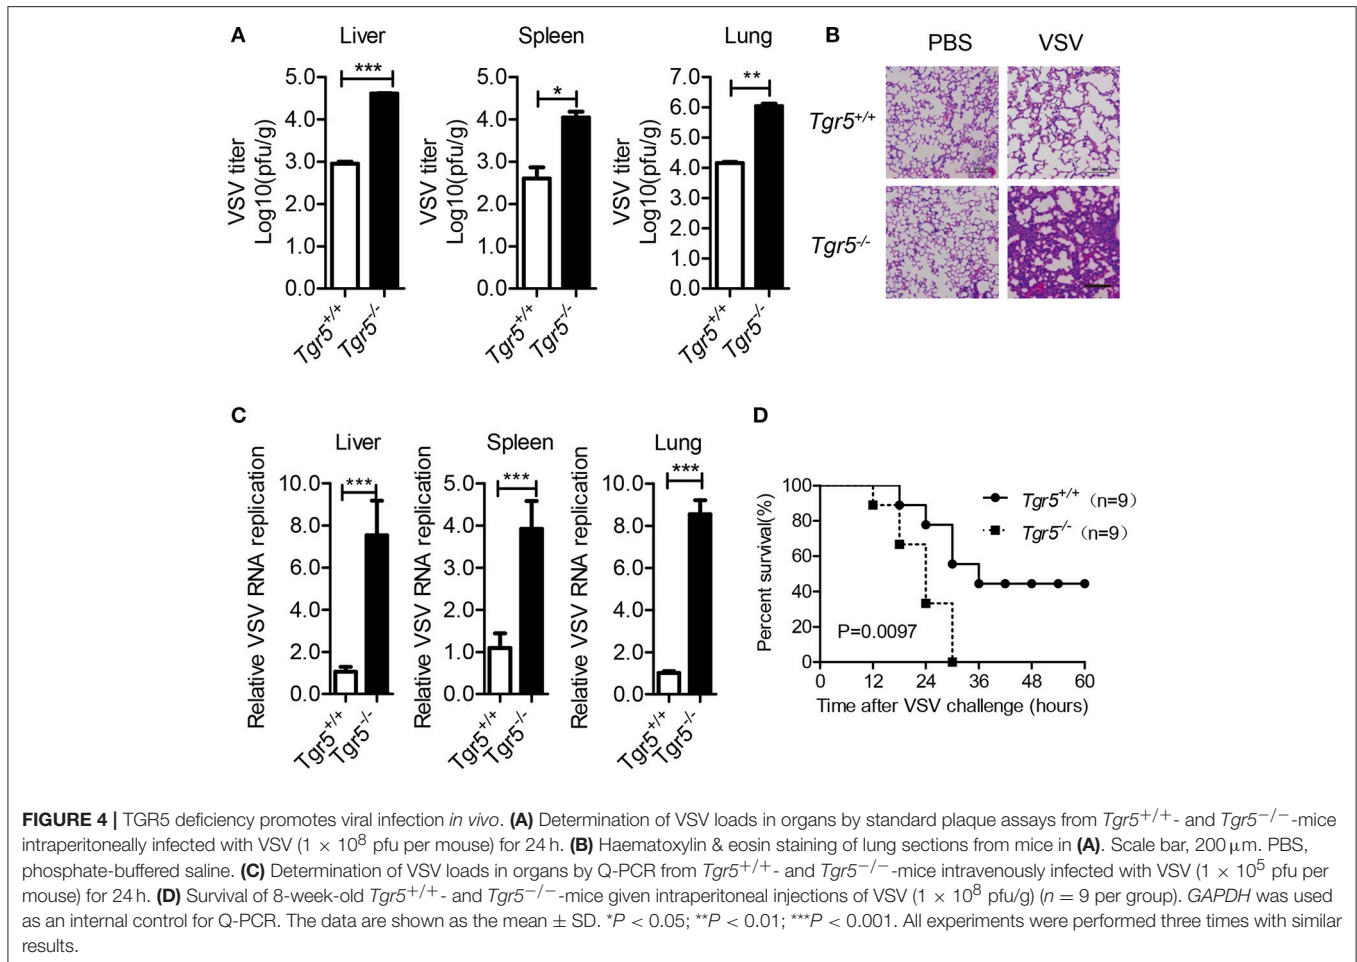 A
Liver
VSV titer
Log10(pfu/g)
5.0
4.0
3.0
2.0
1.0
0.0
***
Tgr5+/+
Tgr5-/-
Spleen
VSV titer
Log10(pfu/g)
5.0
4.0
3.0
2.0
1.0
0.0
*
Tgr5+/+
Tgr5-/-
Lung
VSV titer
Log10(pfu/g)
7.0
6.0
5.0
4.0
3.0
2.0
1.0
0.0
**
Tgr5+/+
Tgr5-/-
B
PBS
VSV
Tgr5+/+
Tgr5-/-
C
Liver
Relative VSV RNA replication
10.0
8.0
6.0
4.0
2.0
0.0
***
Tgr5+/+
Tgr5-/-
Spleen
Relative VSV RNA replication
5.0
4.0
3.0
2.0
1.0
0.0
***
Tgr5+/+
Tgr5-/-
Lung
Relative VSV RNA replication
10.0
8.0
6.0
4.0
2.0
0.0
***
Tgr5+/+
Tgr5-/-
D
Percent survival(%)
100
80
60
40
20
0
Tgr5+/+ (n=9)
Tgr5-/- (n=9)
P=0.0097
0 12 24 36 48 60
Time after VSV challenge (hours)
FIGURE 4 | TGR5 deficiency promotes viral infection in vivo. (A) Determination of VSV loads in organs by standard plaque assays from Tgr5+/+- and Tgr5−/−-mice
intraperitoneally infected with VSV (1 × 10⁸ pfu per mouse) for 24 h. (B) Haematoxylin & eosin staining of lung sections from mice in (A). Scale bar, 200 µm. PBS,
phosphate-buffered saline. (C) Determination of VSV loads in organs by Q-PCR from Tgr5+/+- and Tgr5−/−-mice intravenously infected with VSV (1 × 10⁵ pfu per
mouse) for 24 h. (D) Survival of 8-week-old Tgr5+/+- and Tgr5−/−-mice given intraperitoneal injections of VSV (1 × 10⁸ pfu/g) (n = 9 per group). GAPDH was used
as an internal control for Q-PCR. The data are shown as the mean ± SD. *P < 0.05; **P < 0.01; ***P < 0.001. All experiments were performed three times with similar
results.